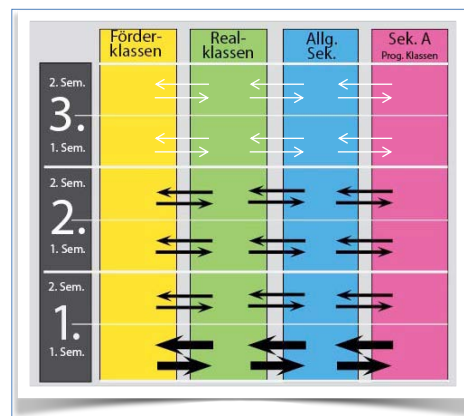 Förder-
klassen
Real-
klassen
Allg.
Sek.
Sek. A
Prog. Klassen
2. Sem.
3.
1. Sem.
2. Sem.
2.
1. Sem.
2. Sem.
1.
1. Sem.